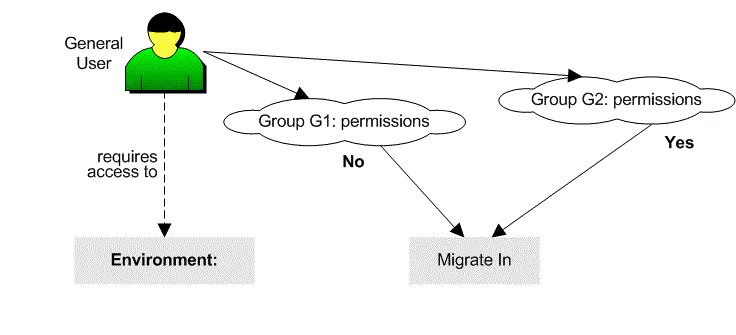 General
User
Group G1: permissions
Group G2: permissions
No
Yes
requires
access to
Environment:
Migrate In